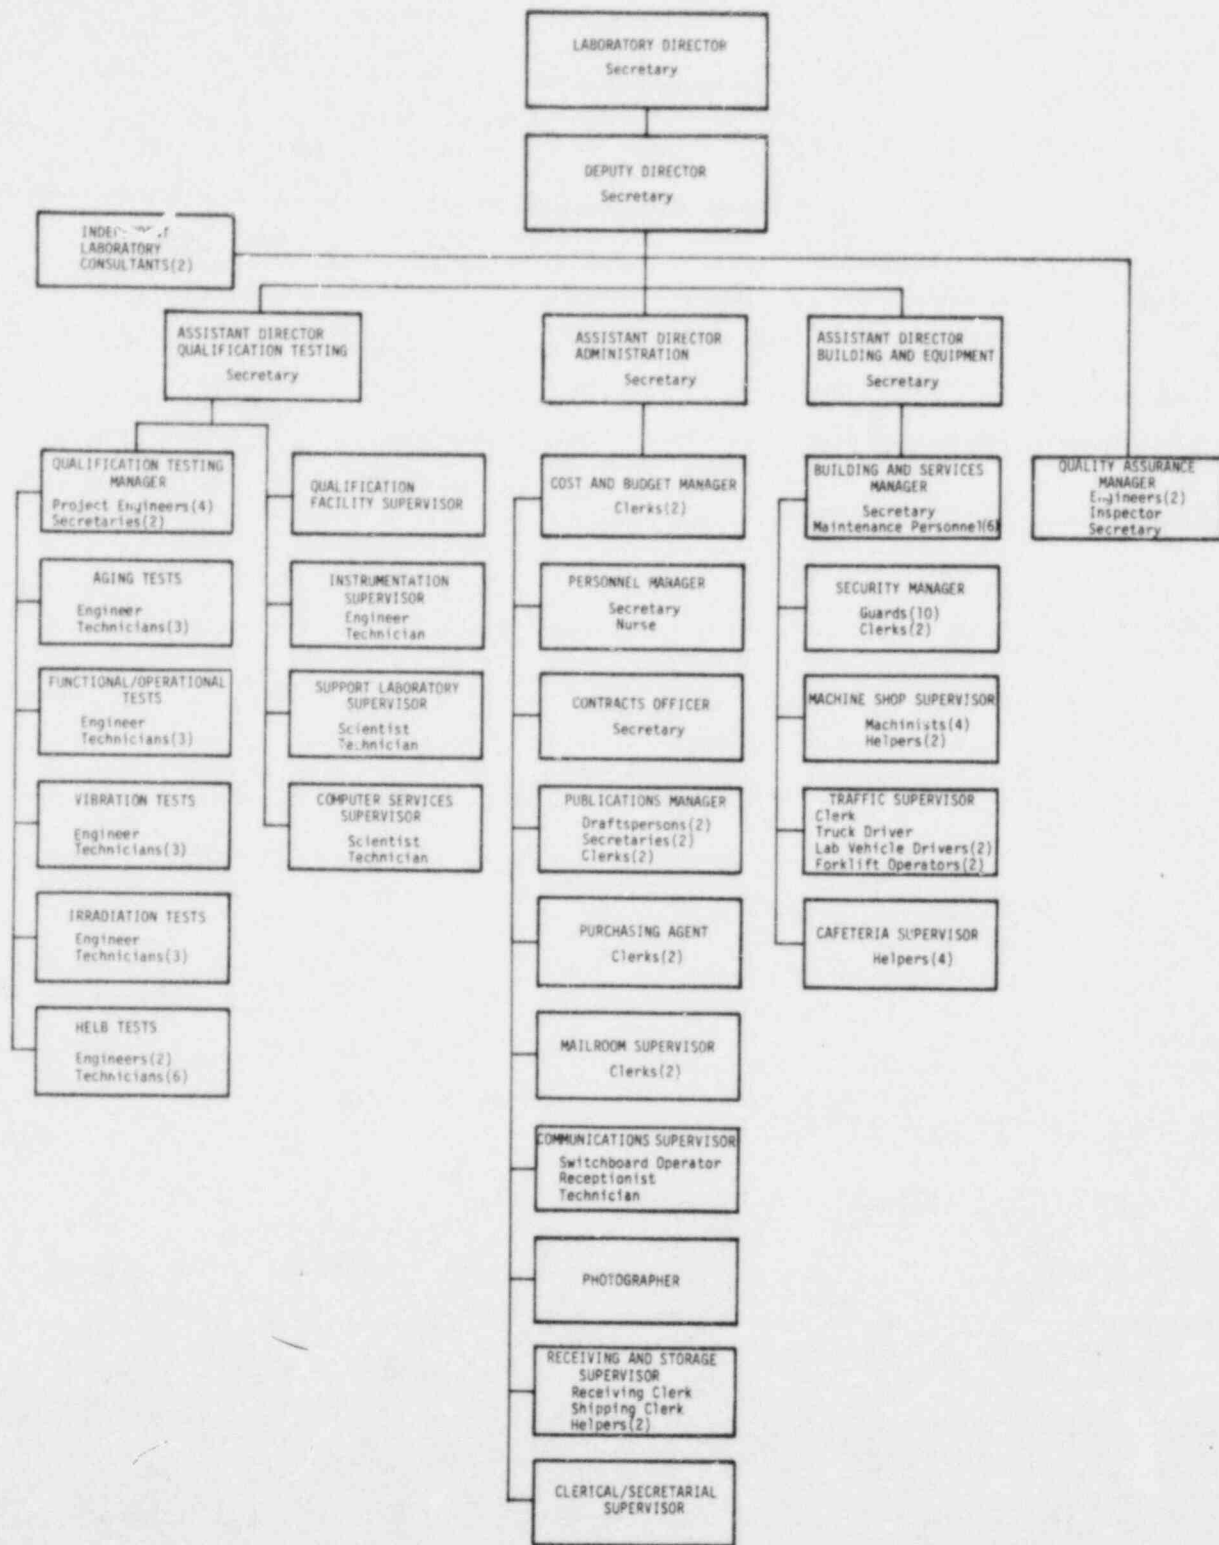 LABORATORY DIRECTOR
Secretary
DEPUTY DIRECTOR
Secretary
LABORATORY
CONSULTANTS(2)
ASSISTANT DIRECTOR
QUALIFICATION TESTING
Secretary
ASSISTANT DIRECTOR
ADMINISTRATION
Secretary
ASSISTANT DIRECTOR
BUILDING AND EQUIPMENT
Secretary
QUALIFICATION TESTING
MANAGER
Project Engineers(4)
Secretaries(2)
AGING TESTS
Engineer
Technicians(3)
FUNCTIONAL/OPERATIONAL
TESTS
Engineer
Technicians(3)
VIBRATION TESTS
Engineer
Technicians(3)
IRRADIATION TESTS
Engineer
Technicians(3)
HELB TESTS
Engineers(2)
Technicians(6)
QUALIFICATION
FACILITY SUPERVISOR
INSTRUMENTATION
SUPERVISOR
Engineer
Technician
SUPPORT LABORATORY
SUPERVISOR
Scientist
Technician
COMPUTER SERVICES
SUPERVISOR
Scientist
Technician
COST AND BUDGET MANAGER
Clerks(2)
PERSONNEL MANAGER
Secretary
Nurse
CONTRACTS OFFICER
Secretary
PUBLICATIONS MANAGER
Draftspersons(2)
Secretaries(2)
Clerks(2)
PURCHASING AGENT
Clerks(2)
MAILROOM SUPERVISOR
Clerks(2)
COMMUNICATIONS SUPERVISOR
Switchboard Operator
Receptionist
Technician
PHOTOGRAPHER
RECEIVING AND STORAGE
SUPERVISOR
Receiving Clerk
Shipping Clerk
Helpers(2)
CLERICAL/SECRETARIAL
SUPERVISOR
BUILDING AND SERVICES
MANAGER
Secretary
Maintenance Personnel(6)
SECURITY MANAGER
Guards(10)
Clerks(2)
MACHINE SHOP SUPERVISOR
Machinists(4)
Helpers(2)
TRAFFIC SUPERVISOR
Clerk
Truck Driver
Lab Vehicle Drivers(2)
Forklift Operators(2)
CAFETERIA SUPERVISOR
Helpers(4)
QUALITY ASSURANCE
MANAGER
Engineers(2)
Inspector
Secretary